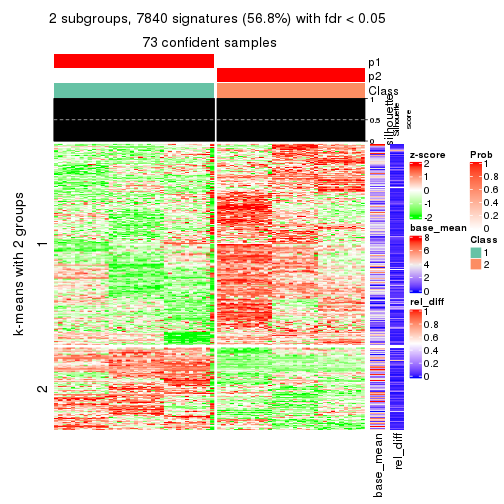 2 subgroups, 7840 signatures (56.8%) with fdr < 0.05
73 confident samples
p1
p2
Class
silhouette
Silhouette
score
1
0.5
0
k-means with 2 groups
1
2
base_mean
rel_diff
z-score
2
1
0
-1
-2
base_mean
8
6
4
2
0
rel_diff
1
0.8
0.6
0.4
0.2
0
Prob
1
0.8
0.6
0.4
0.2
0
Class
1
2